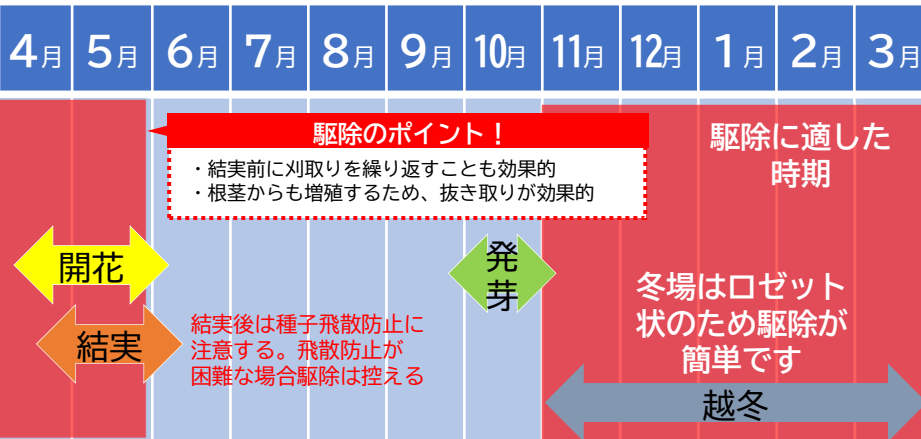 4月 5月 6月 7月 8月 9月 10月 11月 12月 1月 2月 3月
駆除のポイント！
・結実前に刈取りを繰り返すことも効果的
・根茎からも増殖するため、抜き取りが効果的
駆除に適した
時期
開花
発
芽
結実
結実後は種子飛散防止に
注意する。飛散防止が
困難な場合駆除は控える
冬場はロゼット
状のため駆除が
簡単です
越冬